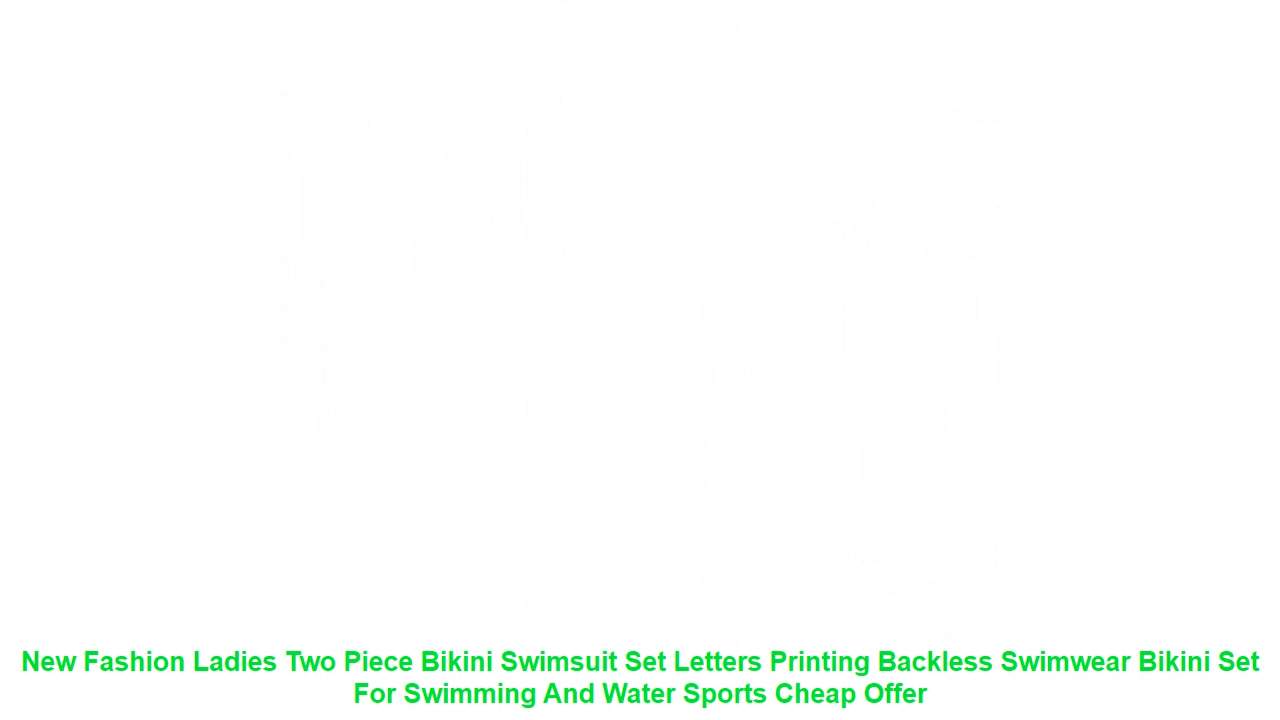 New Fashion Ladies Two Piece Bikini Swimsuit Set Letters Printing Backless Swimwear Bikini Set
For Swimming And Water Sports Cheap Offer